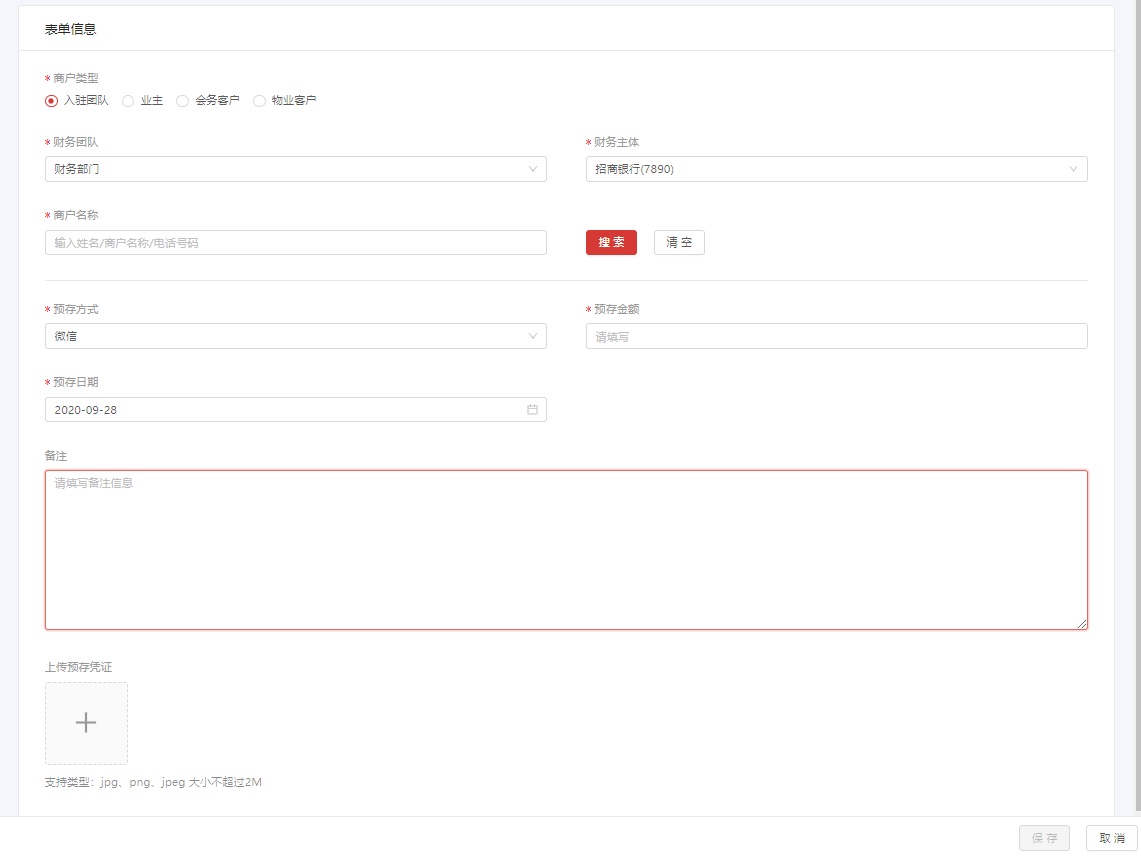 表单信息
* 商户类型
入驻团队 业主 会务客户 物业客户
* 财务团队 * 财务主体
财务部门 招商银行(7890)
* 商户名称
输入姓名/商户名称/电话号码 搜 索 清 空
* 预存方式 * 预存金额
微信 请填写
* 预存日期
2020-09-28
备注
请填写备注信息
上传预存凭证
支持类型：jpg、png、jpeg 大小不超过2M
保 存 取 消